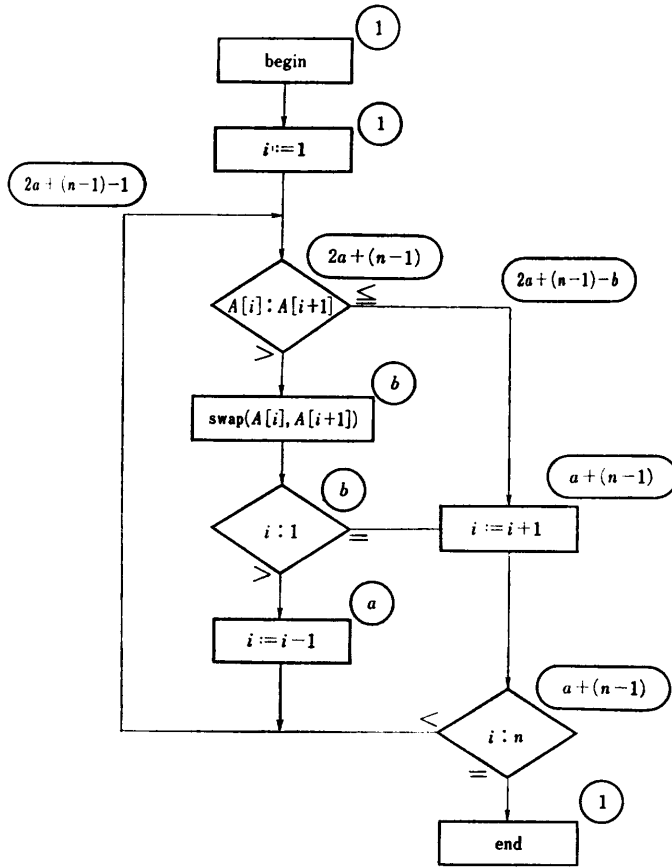 1
begin
1
i:=1
2a+(n−1)−1
2a+(n−1)
A[i]:A[i+1]
≦
2a+(n−1)−b
>
b
swap(A[i],A[i+1])
b
a+(n−1)
i:1
=
i:=i+1
>
a
i:=i−1
a+(n−1)
<
i:n
=
1
end